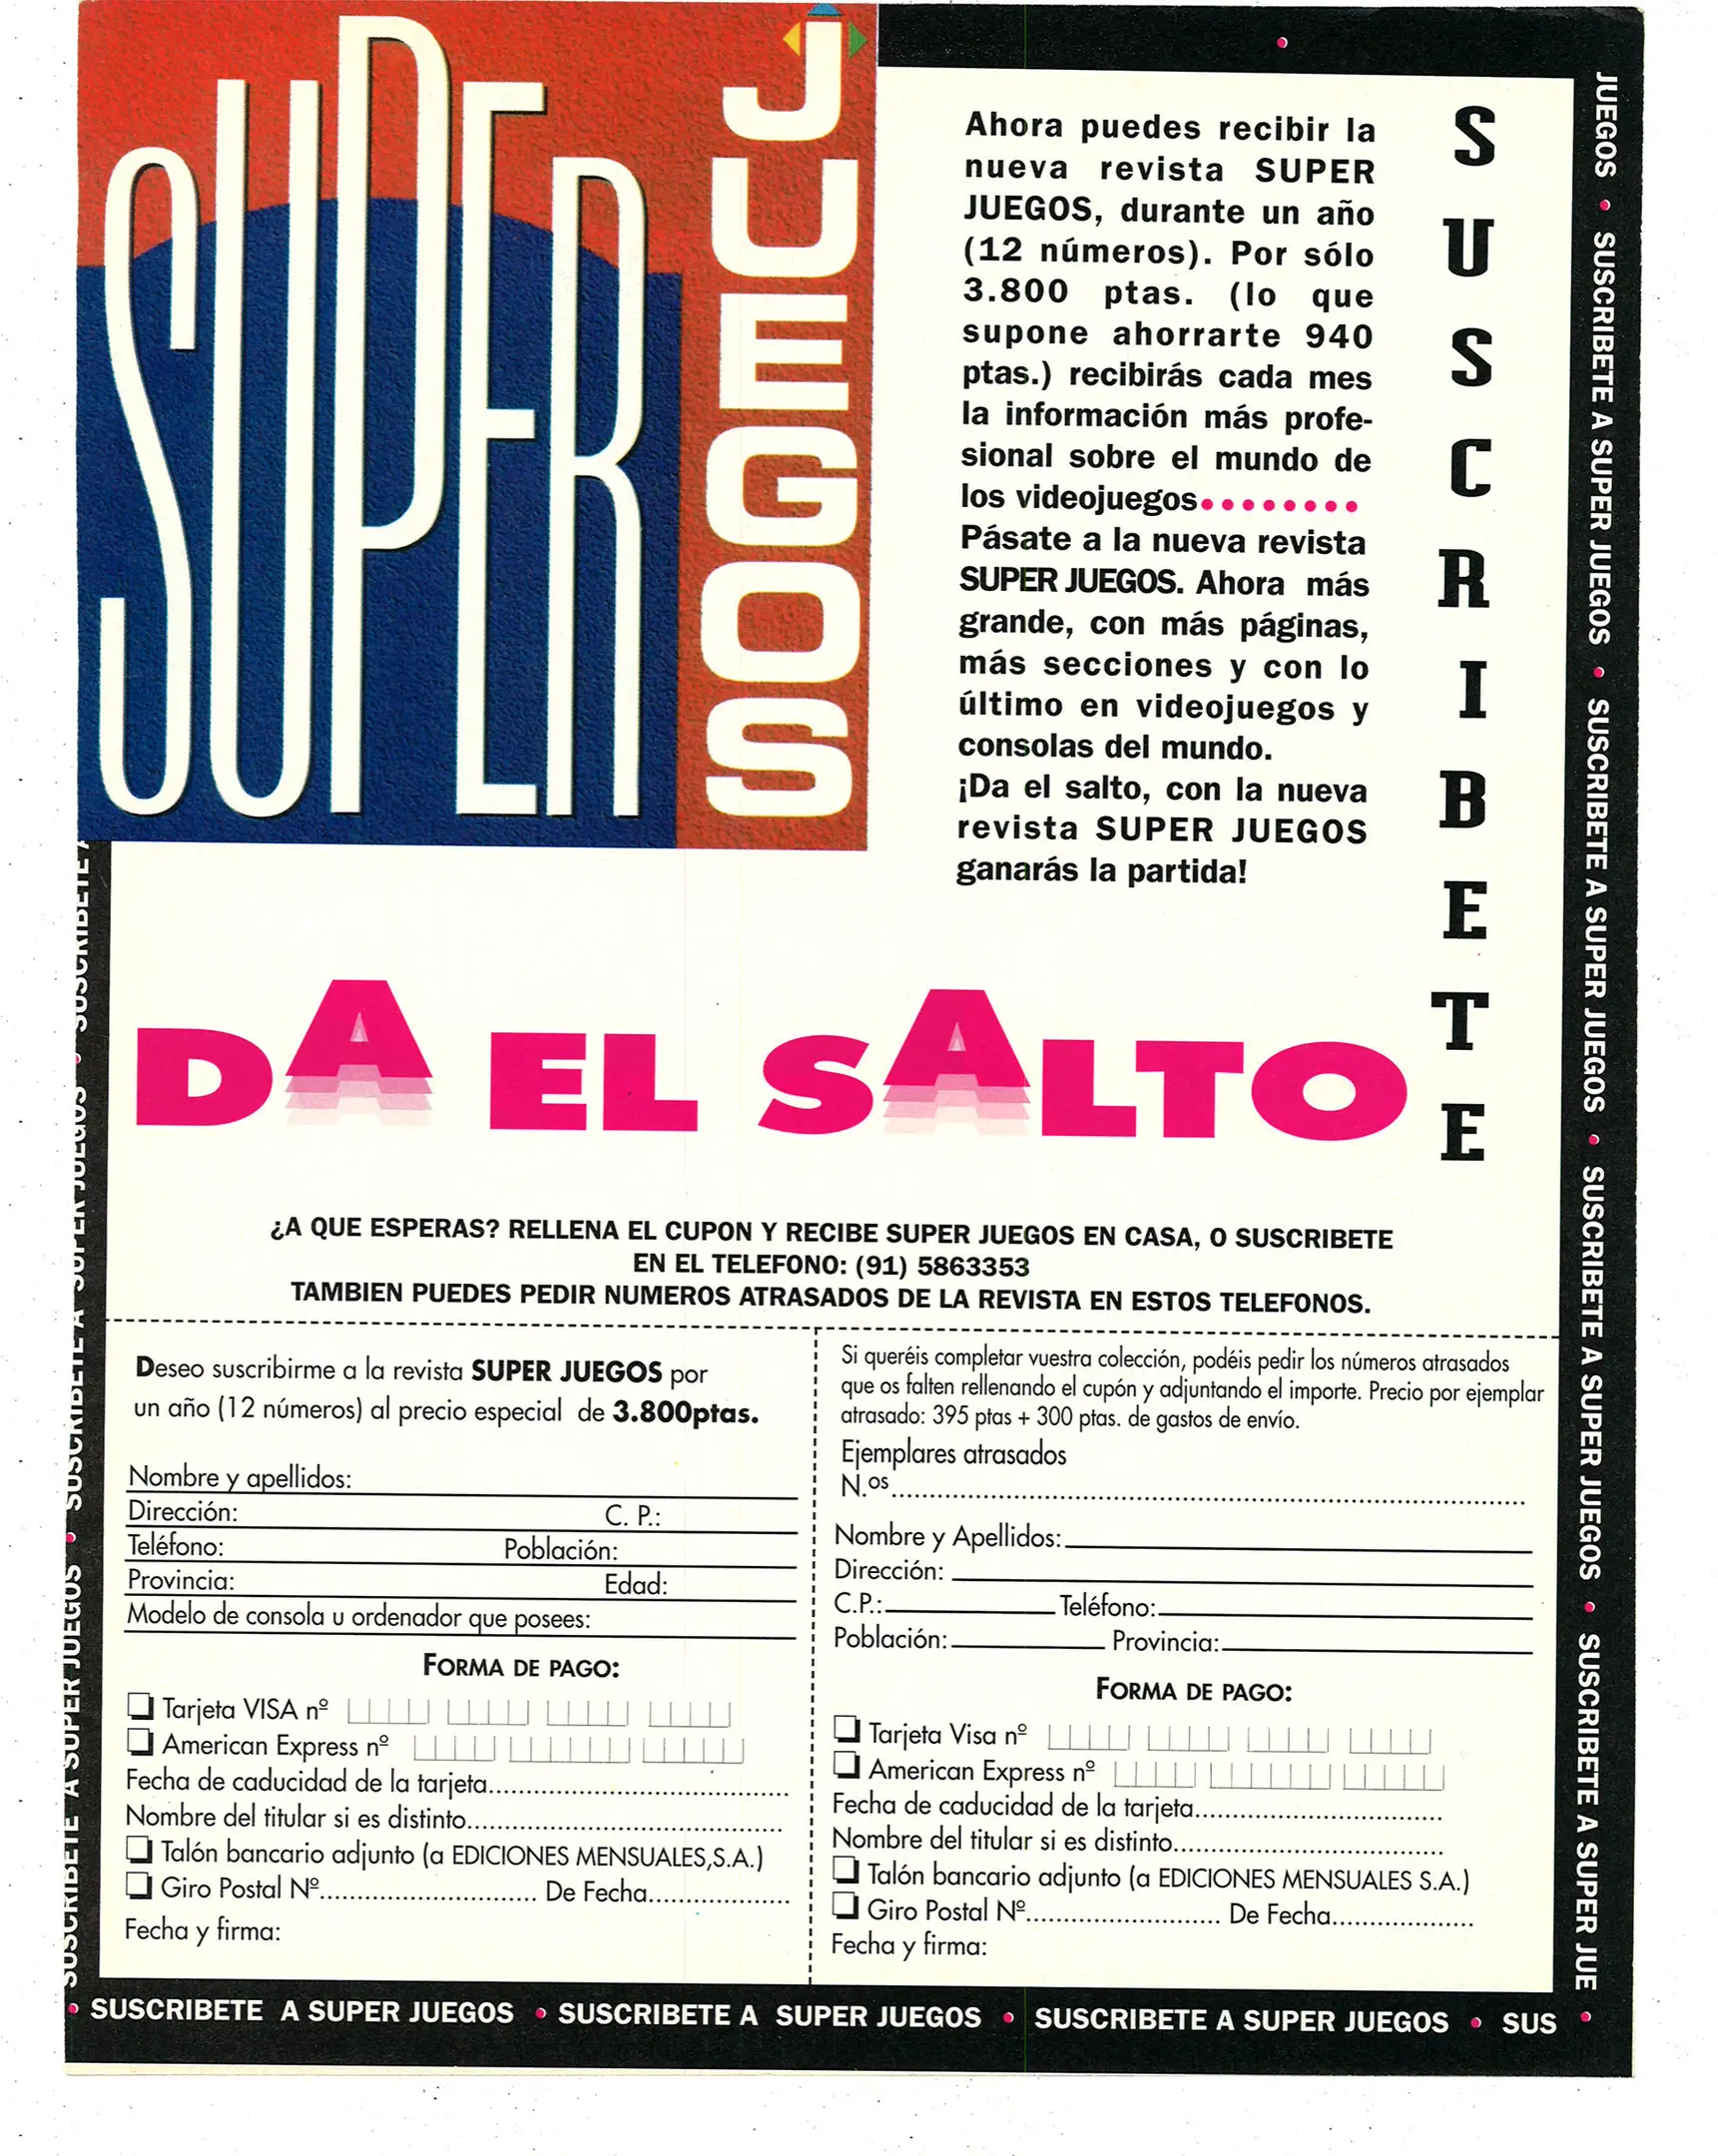 SUPER
JUEGOS
Ahora puedes recibir la
nueva revista SUPER
JUEGOS, durante un año
(12 números). Por sólo
3.800 ptas. (lo que
supone ahorrarte 940
ptas.) recibirás cada mes
la información más profe-
sional sobre el mundo de
los videojuegos••••••••
Pásate a la nueva revista
SUPER JUEGOS. Ahora más
grande, con más páginas,
más secciones y con lo
último en videojuegos y
consolas del mundo.
¡Da el salto, con la nueva
revista SUPER JUEGOS
ganarás la partida!
SUSCRIBETE
DA EL SALTO
¿A QUE ESPERAS? RELLENA EL CUPON Y RECIBE SUPER JUEGOS EN CASA, O SUSCRIBETE
EN EL TELEFONO: (91) 5863353
TAMBIEN PUEDES PEDIR NUMEROS ATRASADOS DE LA REVISTA EN ESTOS TELEFONOS.
Deseo suscribirme a la revista SUPER JUEGOS por
un año (12 números) al precio especial de 3.800ptas.
Nombre y apellidos:
Dirección: C. P.:
Teléfono: Población:
Provincia: Edad:
Modelo de consola u ordenador que posees:
FORMA DE PAGO:
Tarjeta VISA nº
American Express nº
Fecha de caducidad de la tarjeta........................................
Nombre del titular si es distinto..........................................
Talón bancario adjunto (a EDICIONES MENSUALES,S.A.)
Giro Postal Nº............................. De Fecha...................
Fecha y firma:
Si queréis completar vuestra colección, podéis pedir los números atrasados
que os falten rellenando el cupón y adjuntando el importe. Precio por ejemplar
atrasado: 395 ptas + 300 ptas. de gastos de envío.
Ejemplares atrasados
N.os....................................................................................
Nombre y Apellidos:
Dirección:
C.P.: Teléfono:
Población: Provincia:
FORMA DE PAGO:
Tarjeta Visa nº
American Express nº
Fecha de caducidad de la tarjeta.................................
Nombre del titular si es distinto....................................
Talón bancario adjunto (a EDICIONES MENSUALES S.A.)
Giro Postal Nº.......................... De Fecha...................
Fecha y firma:
JUEGOS • SUSCRIBETE A SUPER JUEGOS • SUSCRIBETE A SUPER JUEGOS • SUSCRIBETE A SUPER JUEGOS • SUSCRIBETE A SUPER JUE
SUSCRIBETE A SUPER JUEGOS • SUSCRIBETE A SUPER JUEGOS • SUSCRIBETE A
• SUSCRIBETE A SUPER JUEGOS • SUSCRIBETE A SUPER JUEGOS • SUSCRIBETE A SUPER JUEGOS • SUS •